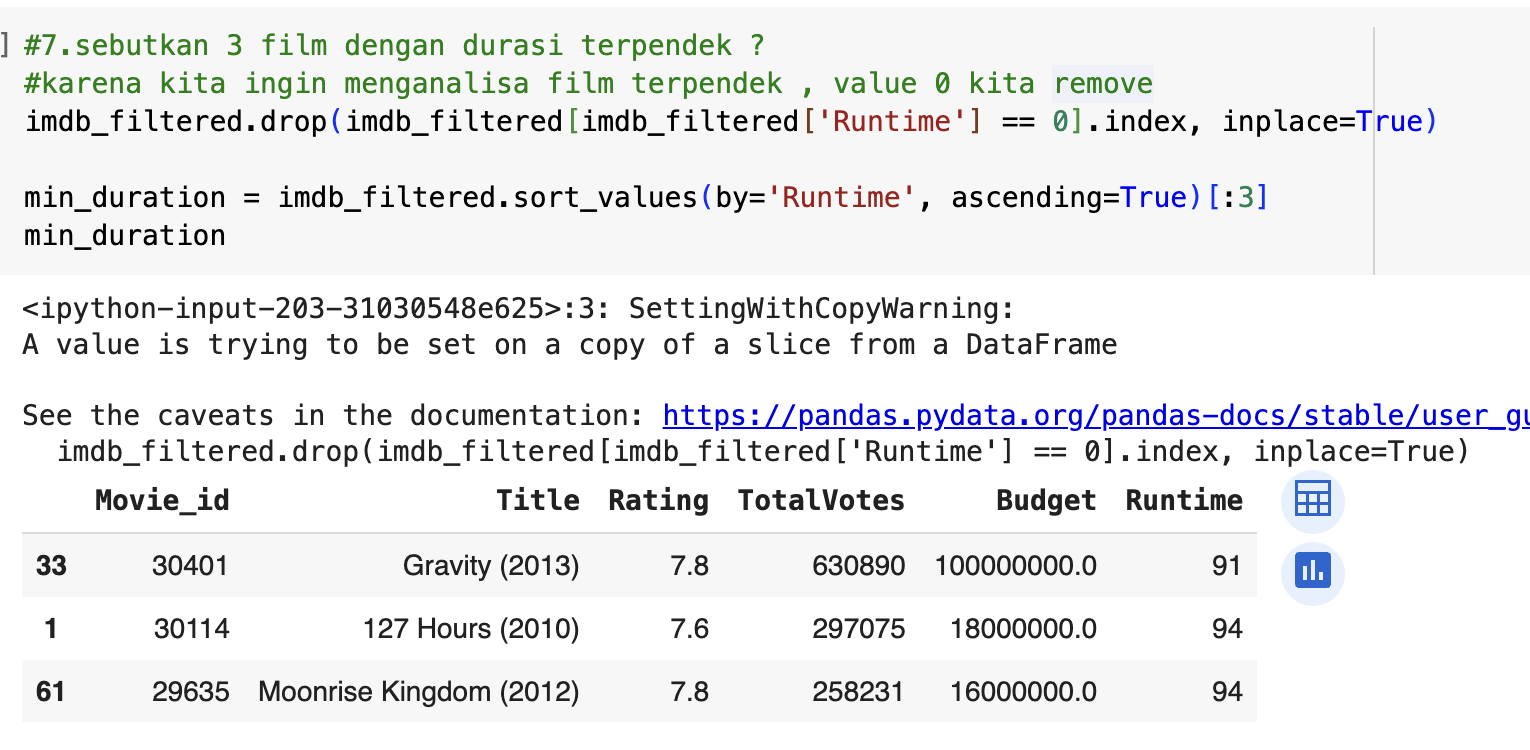 ] #7.sebutkan 3 film dengan durasi terpendek ?
#karena kita ingin menganalisa film terpendek , value 0 kita remove
imdb_filtered.drop(imdb_filtered[imdb_filtered['Runtime'] == 0].index, inplace=True)
min_duration = imdb_filtered.sort_values(by='Runtime', ascending=True)[:3]
min_duration
<ipython-input-203-31030548e625>:3: SettingWithCopyWarning:
A value is trying to be set on a copy of a slice from a DataFrame
See the caveats in the documentation: https://pandas.pydata.org/pandas-docs/stable/user_gu
imdb_filtered.drop(imdb_filtered[imdb_filtered['Runtime'] == 0].index, inplace=True)
Movie_id Title Rating TotalVotes Budget Runtime
33 30401 Gravity (2013) 7.8 630890 100000000.0 91
1 30114 127 Hours (2010) 7.6 297075 18000000.0 94
61 29635 Moonrise Kingdom (2012) 7.8 258231 16000000.0 94